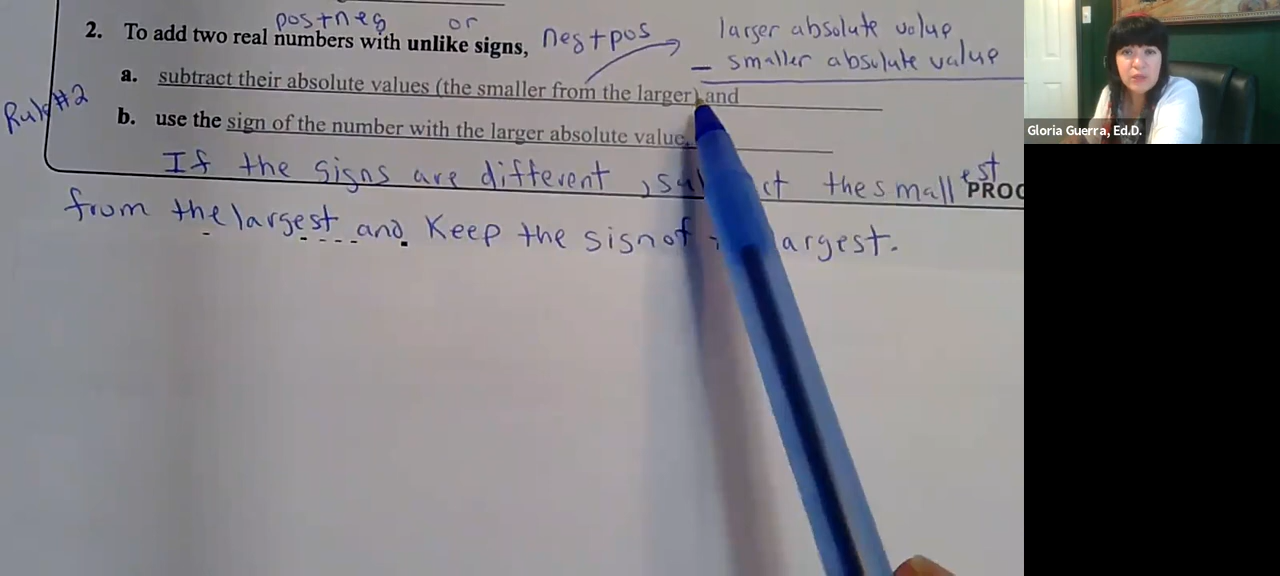 pos+neg or
2. To add two real numbers with unlike signs, neg+pos larger absolute value
– smaller absolute value
a. subtract their absolute values (the smaller from the larger) and
Rule #2
b. use the sign of the number with the larger absolute value.
If the signs are different, the smallest
PROC
from the largest and Keep the sign of largest.
Gloria Guerra, Ed.D.